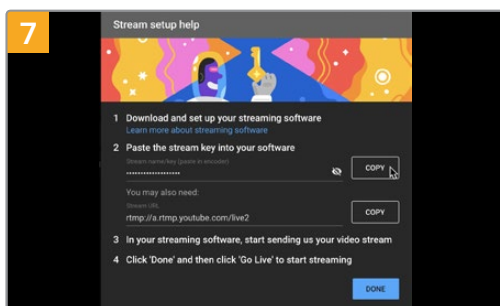 7
Stream setup help
1 Download and set up your streaming software
Learn more about streaming software
2 Paste the stream key into your software
Stream name/key (paste in encoder)
••••••••••••••••••••
COPY
You may also need:
Stream URL
rtmp://a.rtmp.youtube.com/live2
COPY
3 In your streaming software, start sending us your video stream
4 Click 'Done' and then click 'Go Live' to start streaming
DONE